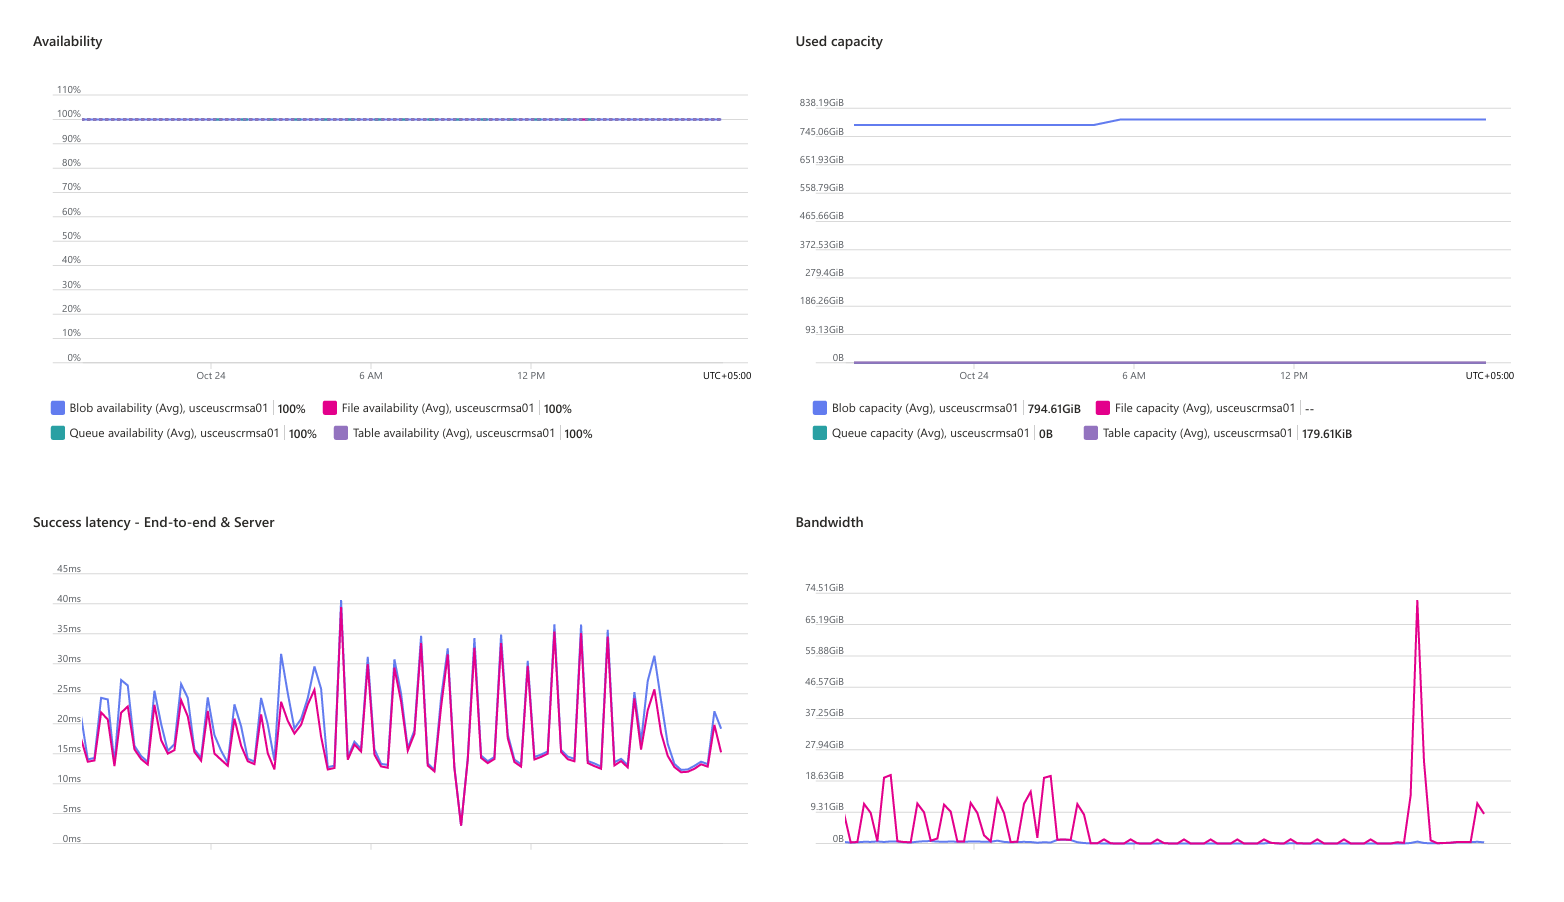 Availability
110%
100%
90%
80%
70%
60%
50%
40%
30%
20%
10%
0%
Oct 24 6 AM 12 PM UTC+05:00
Blob availability (Avg), usceuscrmsa01 100% File availability (Avg), usceuscrmsa01 100%
Queue availability (Avg), usceuscrmsa01 100% Table availability (Avg), usceuscrmsa01 100%
Used capacity
838.19GiB
745.06GiB
651.93GiB
558.79GiB
465.66GiB
372.53GiB
279.4GiB
186.26GiB
93.13GiB
0B
Oct 24 6 AM 12 PM UTC+05:00
Blob capacity (Avg), usceuscrmsa01 794.61GiB File capacity (Avg), usceuscrmsa01 --
Queue capacity (Avg), usceuscrmsa01 0B Table capacity (Avg), usceuscrmsa01 179.61KiB
Success latency - End-to-end & Server
45ms
40ms
35ms
30ms
25ms
20ms
15ms
10ms
5ms
0ms
Bandwidth
74.51GiB
65.19GiB
55.88GiB
46.57GiB
37.25GiB
27.94GiB
18.63GiB
9.31GiB
0B